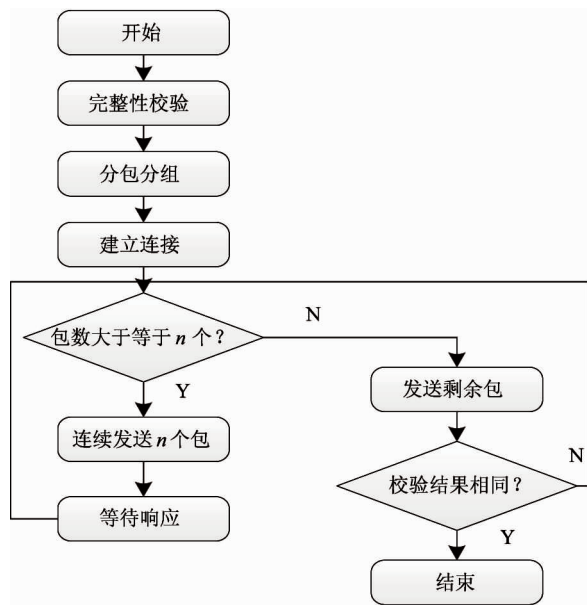 开始
完整性校验
分包分组
建立连接
包数大于等于 n 个？
N
Y
发送剩余包
连续发送 n 个包
N
校验结果相同？
等待响应
Y
结束